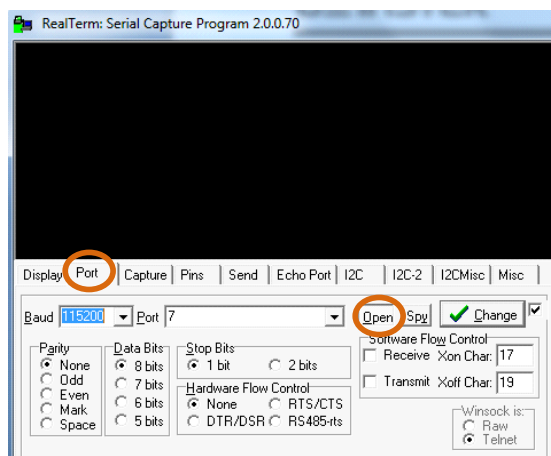 RealTerm: Serial Capture Program 2.0.0.70
Display Port Capture Pins Send Echo Port I2C I2C-2 I2CMisc Misc
Baud 115200 Port 7 Open Spy Change
Parity
None
Odd
Even
Mark
Space
Data Bits
8 bits
7 bits
6 bits
5 bits
Stop Bits
1 bit 2 bits
Hardware Flow Control
None RTS/CTS
DTR/DSR RS485-rts
Software Flow Control
Receive Xon Char: 17
Transmit Xoff Char: 19
Winsock is:
Raw
Telnet